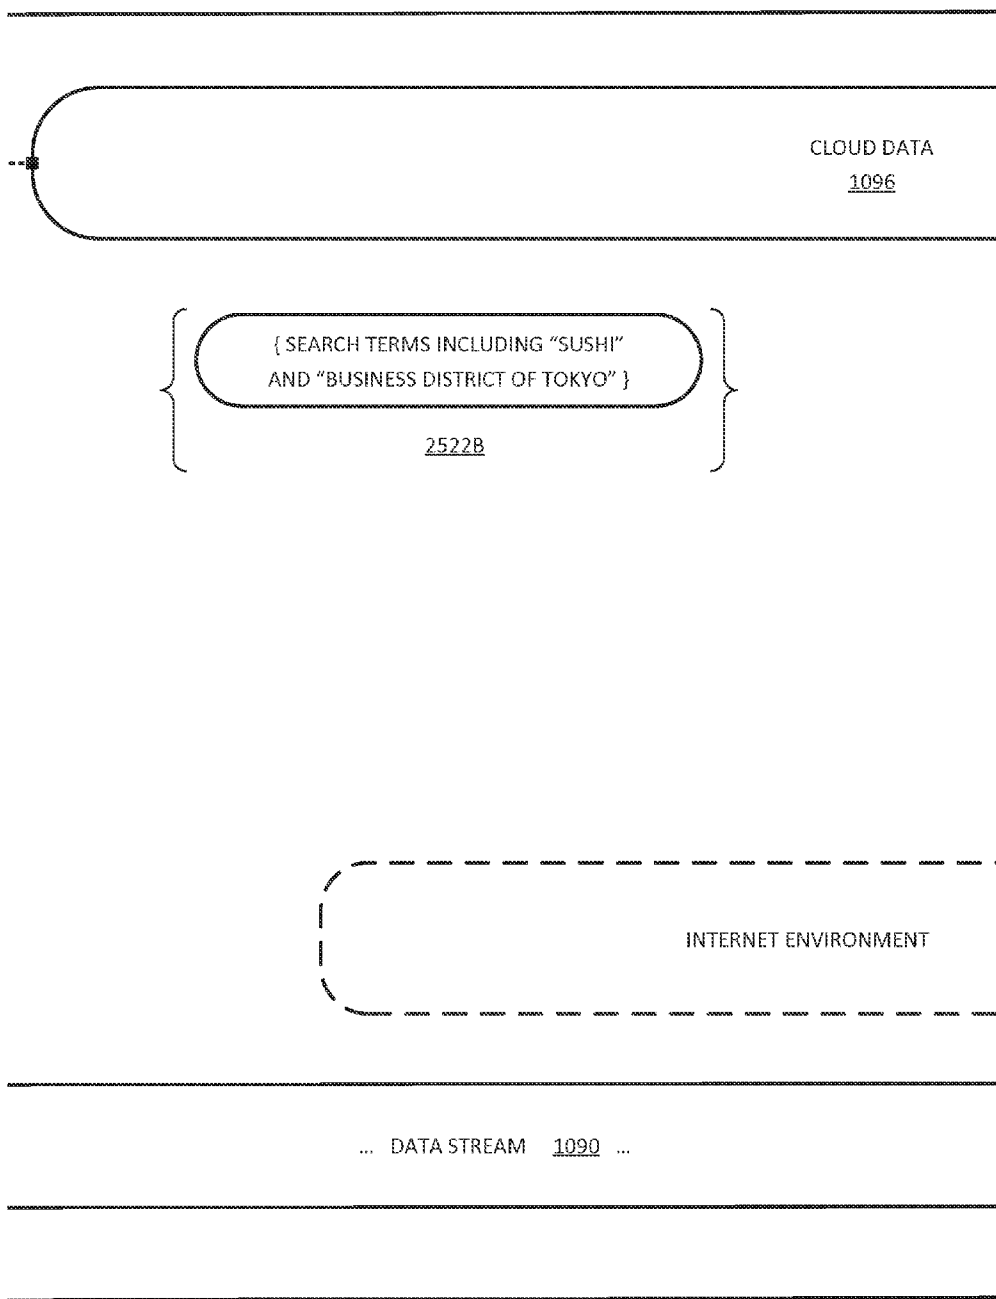 CLOUD DATA
1096
{ SEARCH TERMS INCLUDING “SUSHI”
AND “BUSINESS DISTRICT OF TOKYO” }
2522B
INTERNET ENVIRONMENT
... DATA STREAM 1090 ...